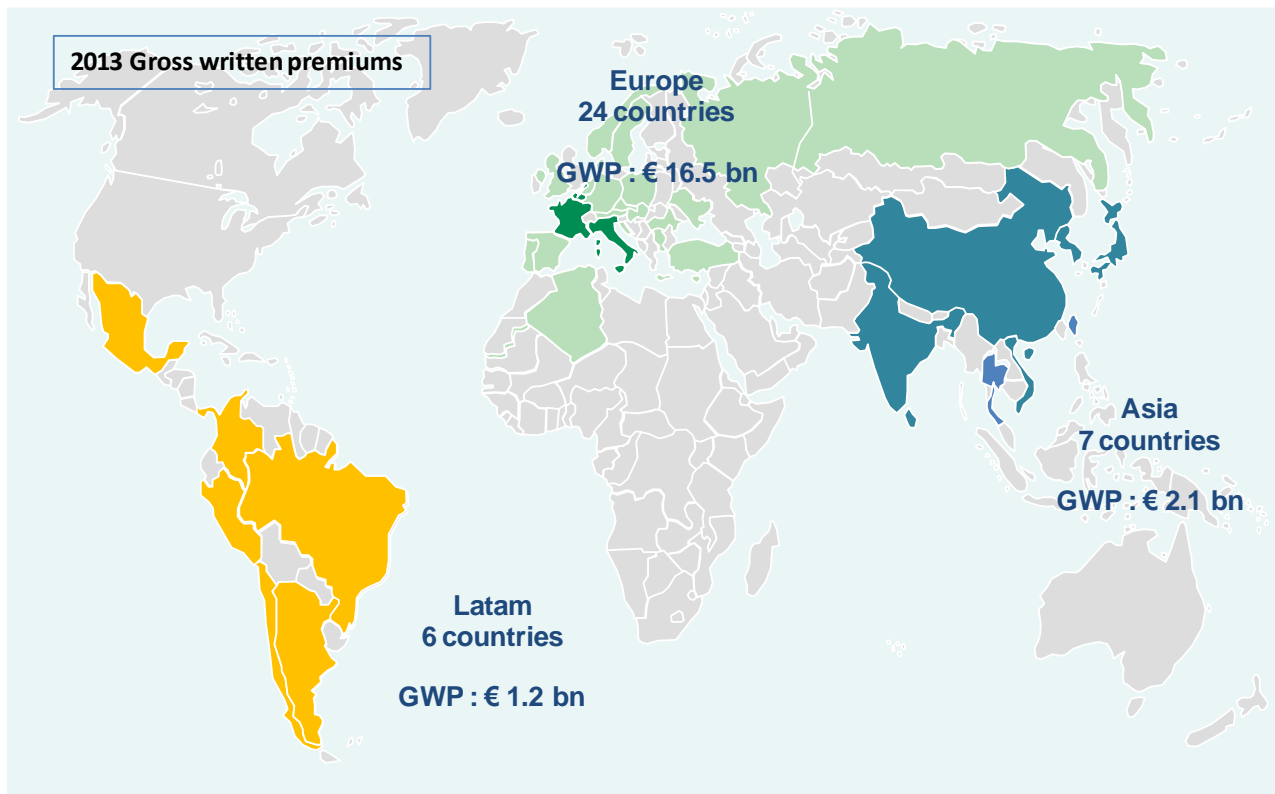 2013 Gross written premiums
Europe
24 countries
GWP : € 16.5 bn
Asia
7 countries
GWP : € 2.1 bn
Latam
6 countries
GWP : € 1.2 bn